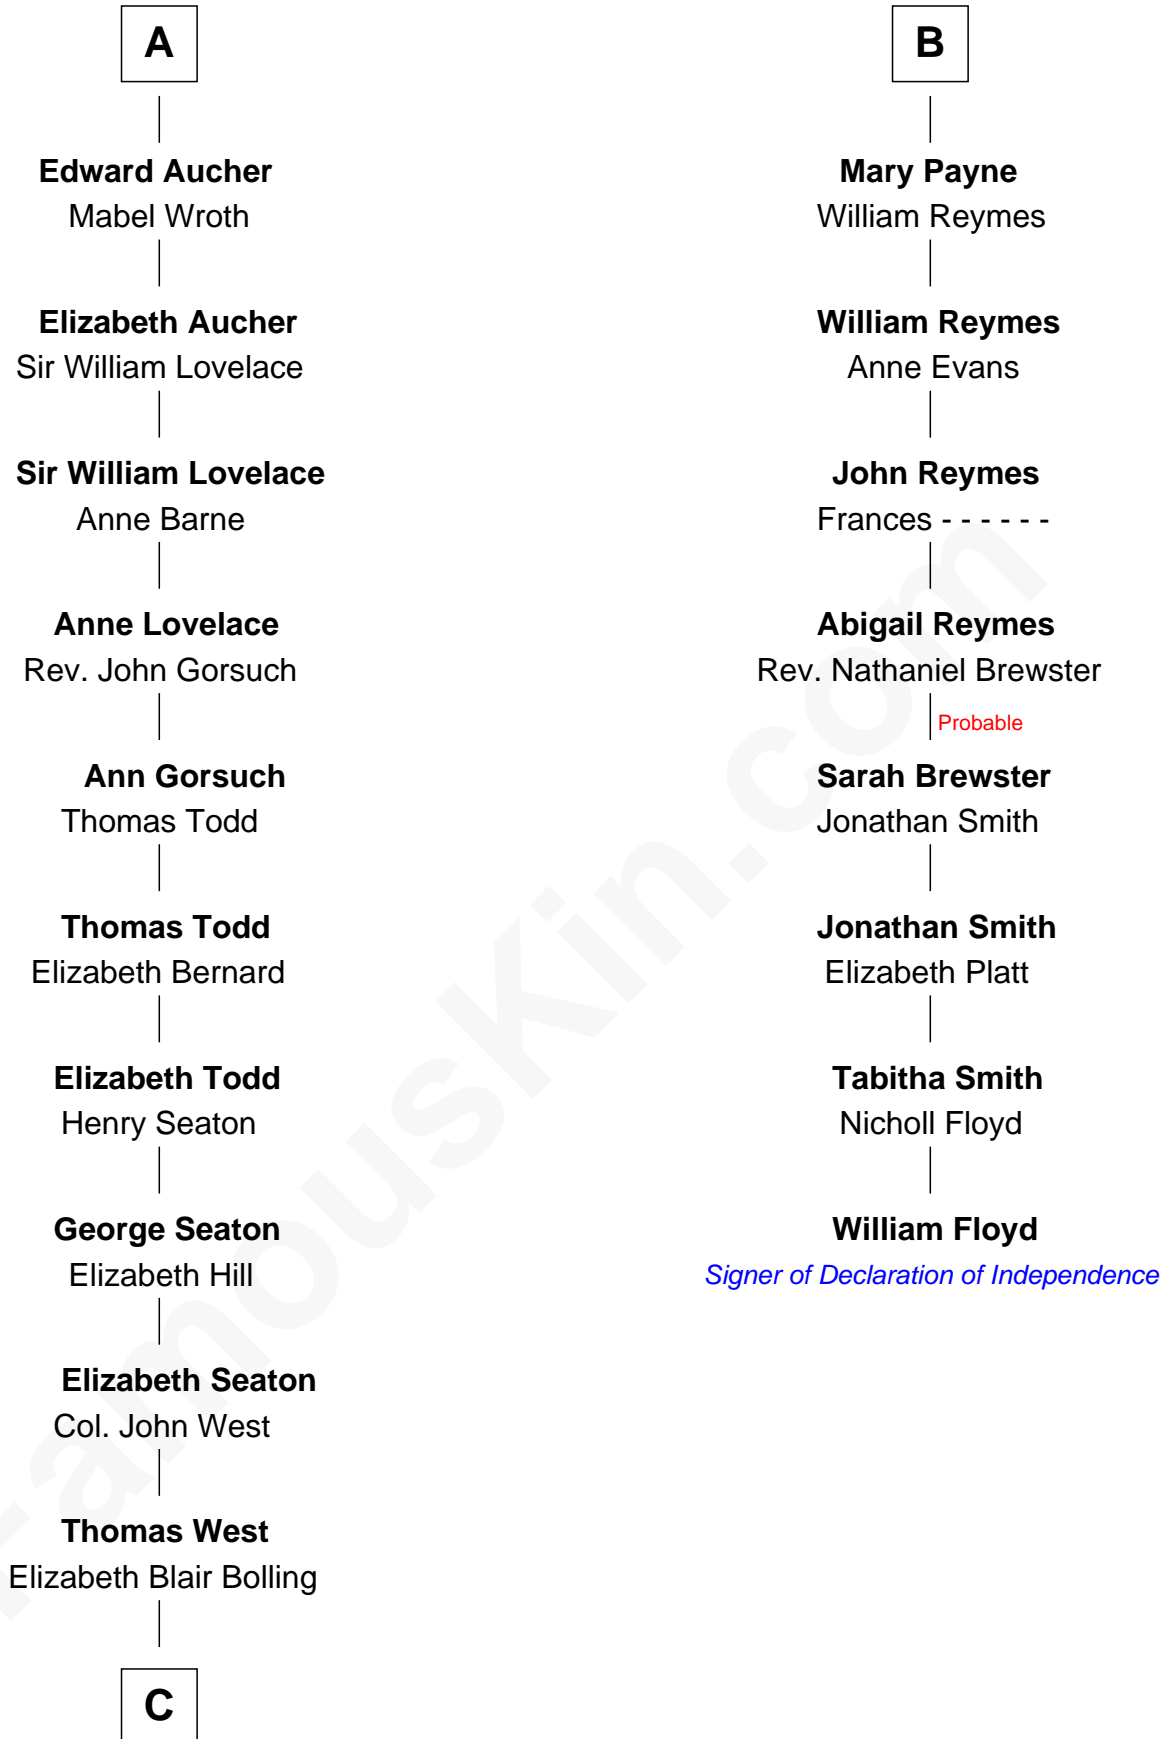 A
Edward Aucher
Mabel Wroth
Elizabeth Aucher
Sir William Lovelace
Sir William Lovelace
Anne Barne
Anne Lovelace
Rev. John Gorsuch
Ann Gorsuch
Thomas Todd
Thomas Todd
Elizabeth Bernard
Elizabeth Todd
Henry Seaton
George Seaton
Elizabeth Hill
Elizabeth Seaton
Col. John West
Thomas West
Elizabeth Blair Bolling
C
B
Mary Payne
William Reymes
William Reymes
Anne Evans
John Reymes
Frances - - - - - -
Abigail Reymes
Rev. Nathaniel Brewster
Probable
Sarah Brewster
Jonathan Smith
Jonathan Smith
Elizabeth Platt
Tabitha Smith
Nicholl Floyd
William Floyd
Signer of Declaration of Independence
FamousKin.com